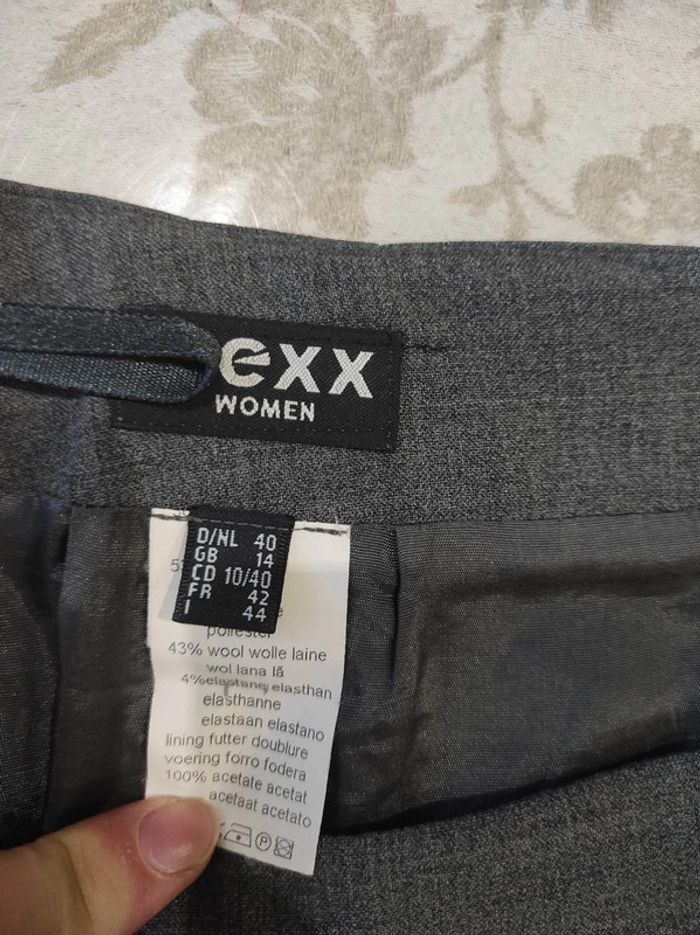 exx
WOMEN
D/NL 40
GB 14
CD 10/40
FR 42
I 44
5
poliester
43% wool wolle laine
wol lana lã
4%elastane elasthan
elasthanne
elastaan elastano
lining futter doublure
voering forro fodera
100% acetate acetat
acetaat acetato
P